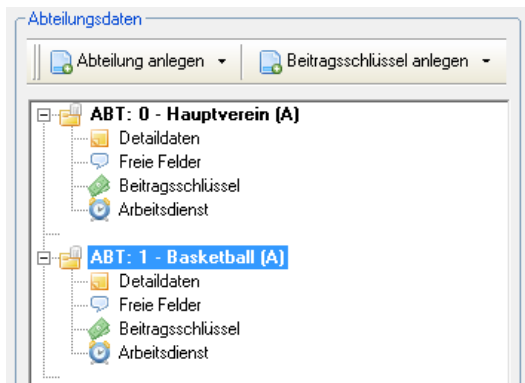 Abteilungsdaten
Abteilung anlegen
Beitragsschlüssel anlegen
ABT: 0 - Hauptverein (A)
Detaildaten
Freie Felder
Beitragsschlüssel
Arbeitsdienst
ABT: 1 - Basketball (A)
Detaildaten
Freie Felder
Beitragsschlüssel
Arbeitsdienst